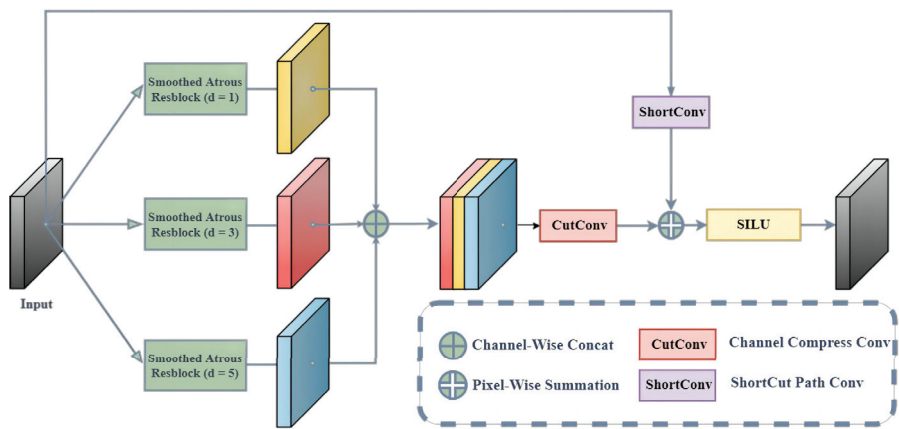 Smoothed Atrous
Resblock (d = 1)
ShortConv
Smoothed Atrous
Resblock (d = 3)
CutConv
SILU
Input
Smoothed Atrous
Resblock (d = 5)
Channel-Wise Concat
CutConv
Channel Compress Conv
Pixel-Wise Summation
ShortConv
ShortCut Path Conv